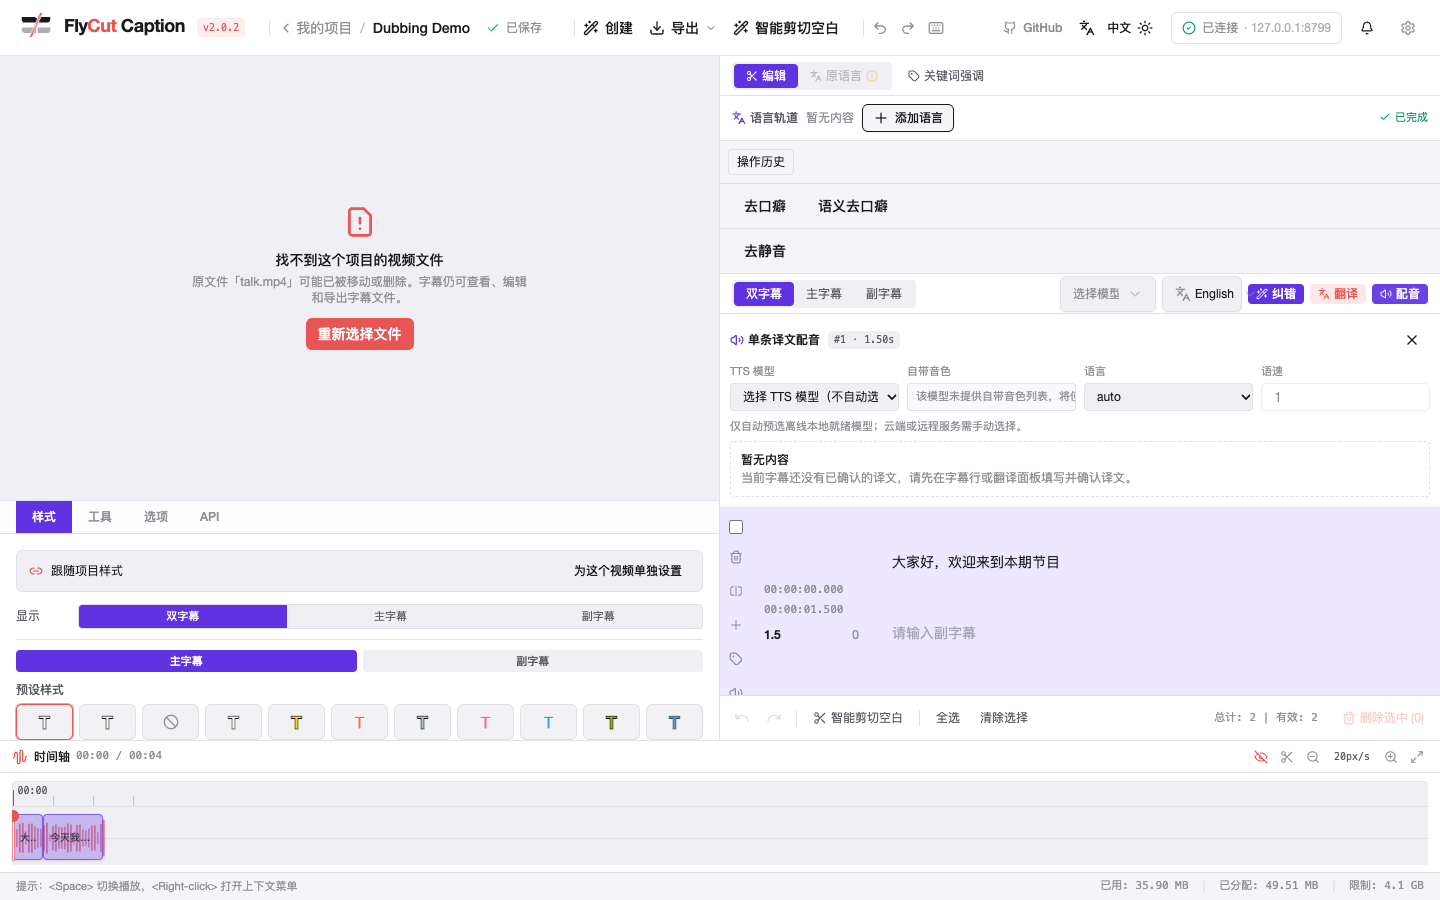 FlyCut Caption v2.0.2 我的项目 / Dubbing Demo 已保存 创建 导出 智能剪切空白 GitHub 中文 已连接 · 127.0.0.1:8799
编辑 原语言 关键词强调
语言轨道 暂无内容 添加语言 已完成
操作历史
去口癖 语义去口癖
去静音
双字幕 主字幕 副字幕 选择模型 English 纠错 翻译 配音
单条译文配音 #1 · 1.50s
TTS 模型 自带音色 语言 语速
选择 TTS 模型（不自动选 该模型未提供自带音色列表，将使 auto 1
仅自动预选离线本地就绪模型；云端或远程服务需手动选择。
暂无内容
当前字幕还没有已确认的译文，请先在字幕行或翻译面板填写并确认译文。
大家好，欢迎来到本期节目
00:00:00.000
00:00:01.500
1.5 0 请输入副字幕
智能剪切空白 全选 清除选择 总计: 2 | 有效: 2 删除选中 (0)
找不到这个项目的视频文件
原文件「talk.mp4」可能已被移动或删除。字幕仍可查看、编辑
和导出字幕文件。
重新选择文件
样式 工具 选项 API
跟随项目样式 为这个视频单独设置
显示 双字幕 主字幕 副字幕
主字幕 副字幕
预设样式
T T T T T T T T T T
时间轴 00:00 / 00:04 20px/s
00:00
大.. 今天我...
提示: <Space> 切换播放，<Right-click> 打开上下文菜单 已用: 35.90 MB 已分配: 49.51 MB 限制: 4.1 GB